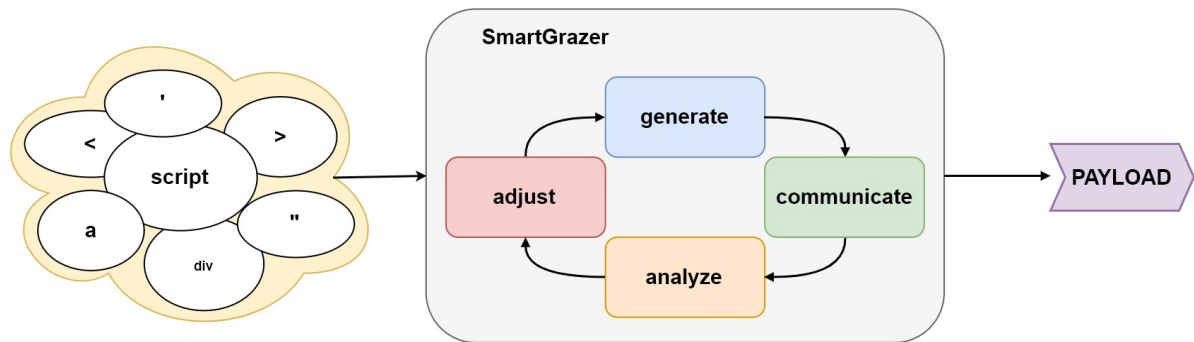 SmartGrazer
'
<
>
script
a
"
div
generate
adjust
communicate
analyze
PAYLOAD